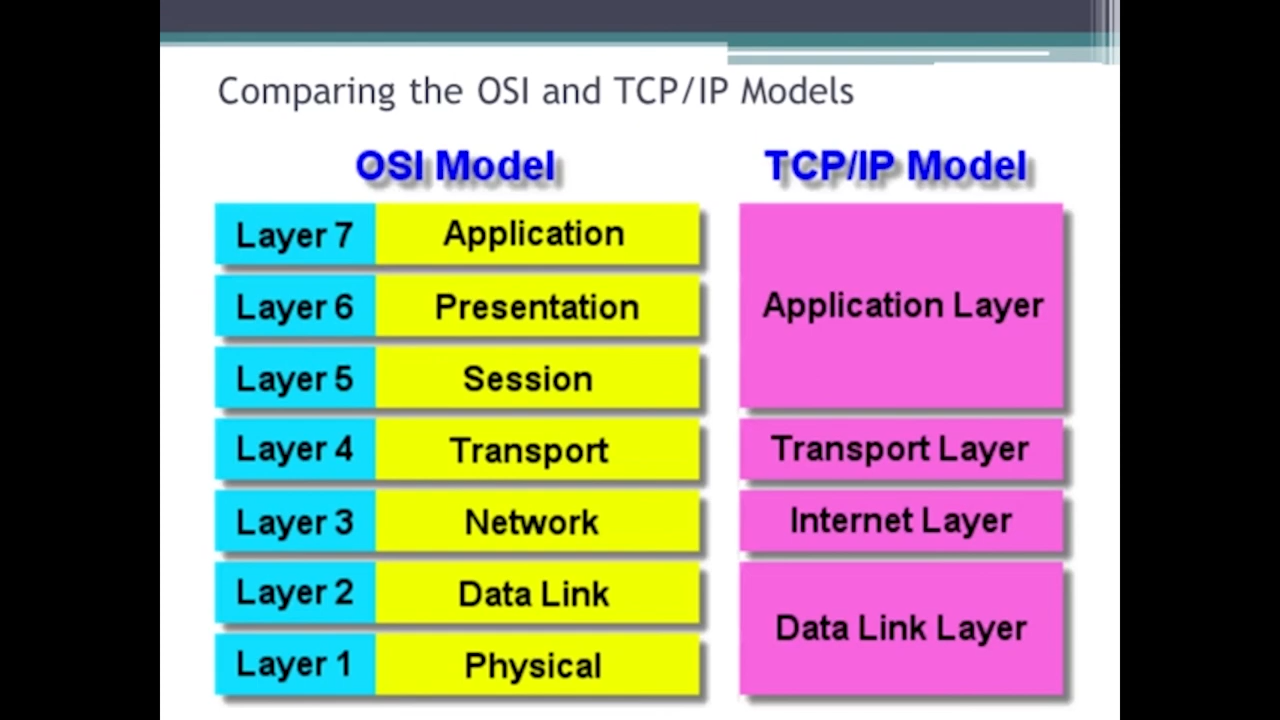 Comparing the OSI and TCP/IP Models
OSI Model
TCP/IP Model
Layer 7 Application
Layer 6 Presentation
Layer 5 Session
Layer 4 Transport
Layer 3 Network
Layer 2 Data Link
Layer 1 Physical
Application Layer
Transport Layer
Internet Layer
Data Link Layer